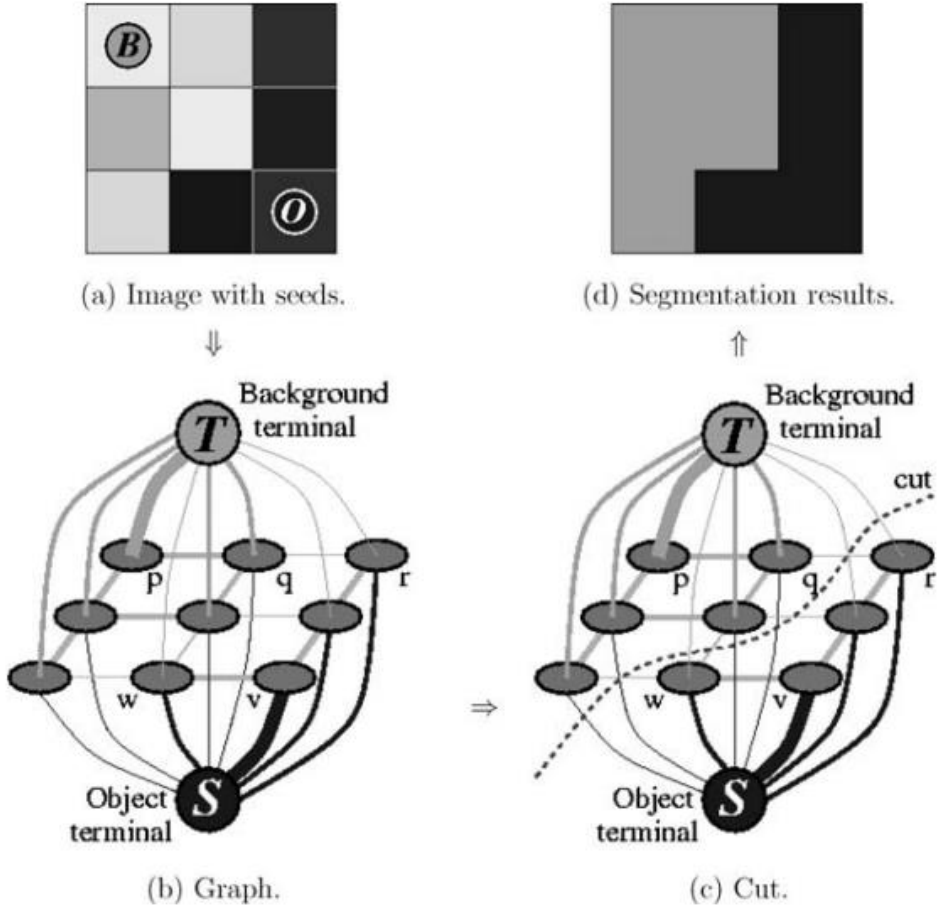 B
O
(a) Image with seeds.
(d) Segmentation results.
⇓
⇑
Background
terminal
T
p
q
r
w
v
S
Object
terminal
(b) Graph.
⇒
Background
terminal
T
cut
p
q
r
w
v
S
Object
terminal
(c) Cut.